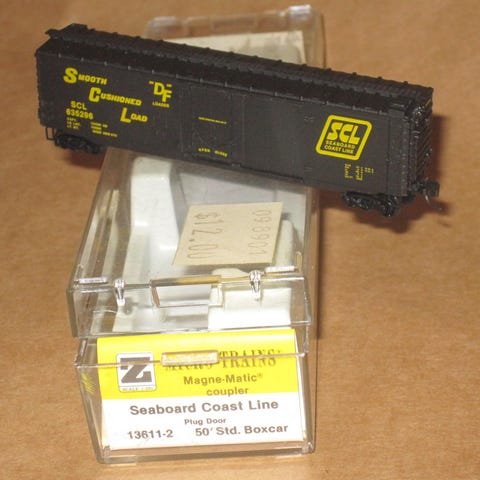 Smooth
Cushioned
Load
"DF"
LOADER
SCL
635296
SCL
SEABOARD
COAST LINE
098901
$12.00
Z
MICRO-TRAINS®
Magne-Matic®
coupler
Seaboard Coast Line
Plug Door
13611-2 50' Std. Boxcar